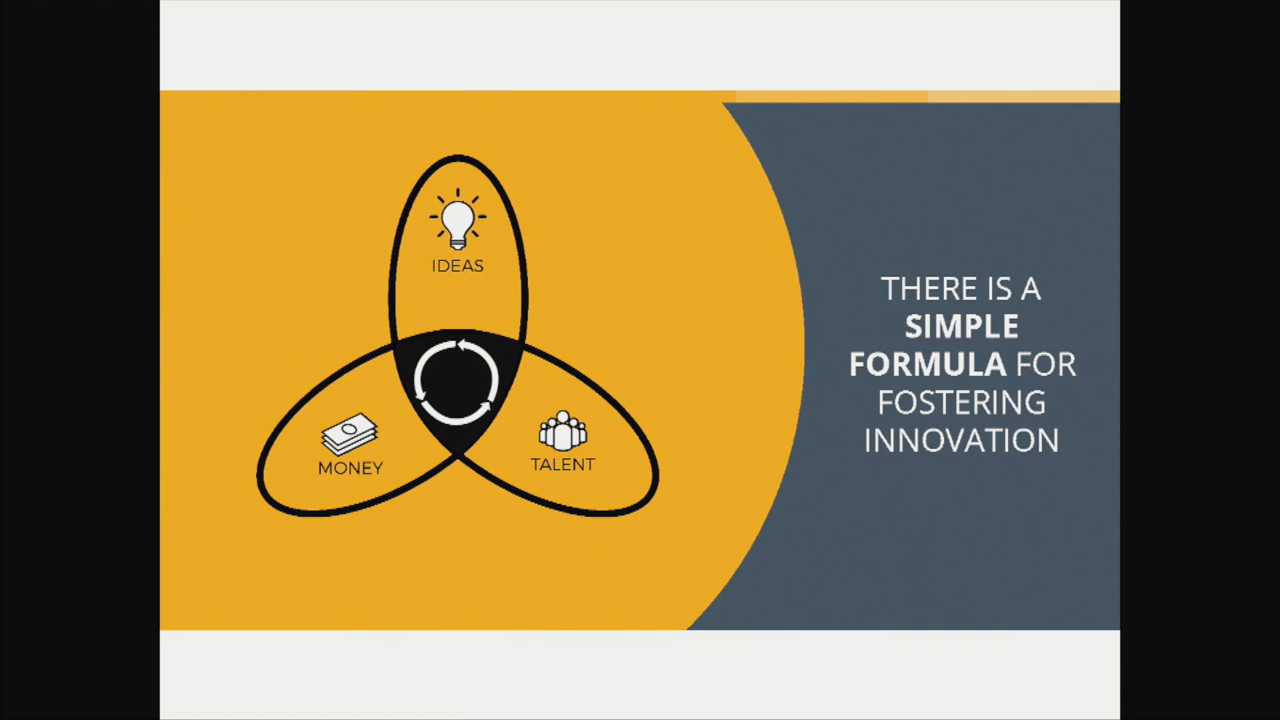 IDEAS
MONEY
TALENT
THERE IS A
SIMPLE
FORMULA FOR
FOSTERING
INNOVATION